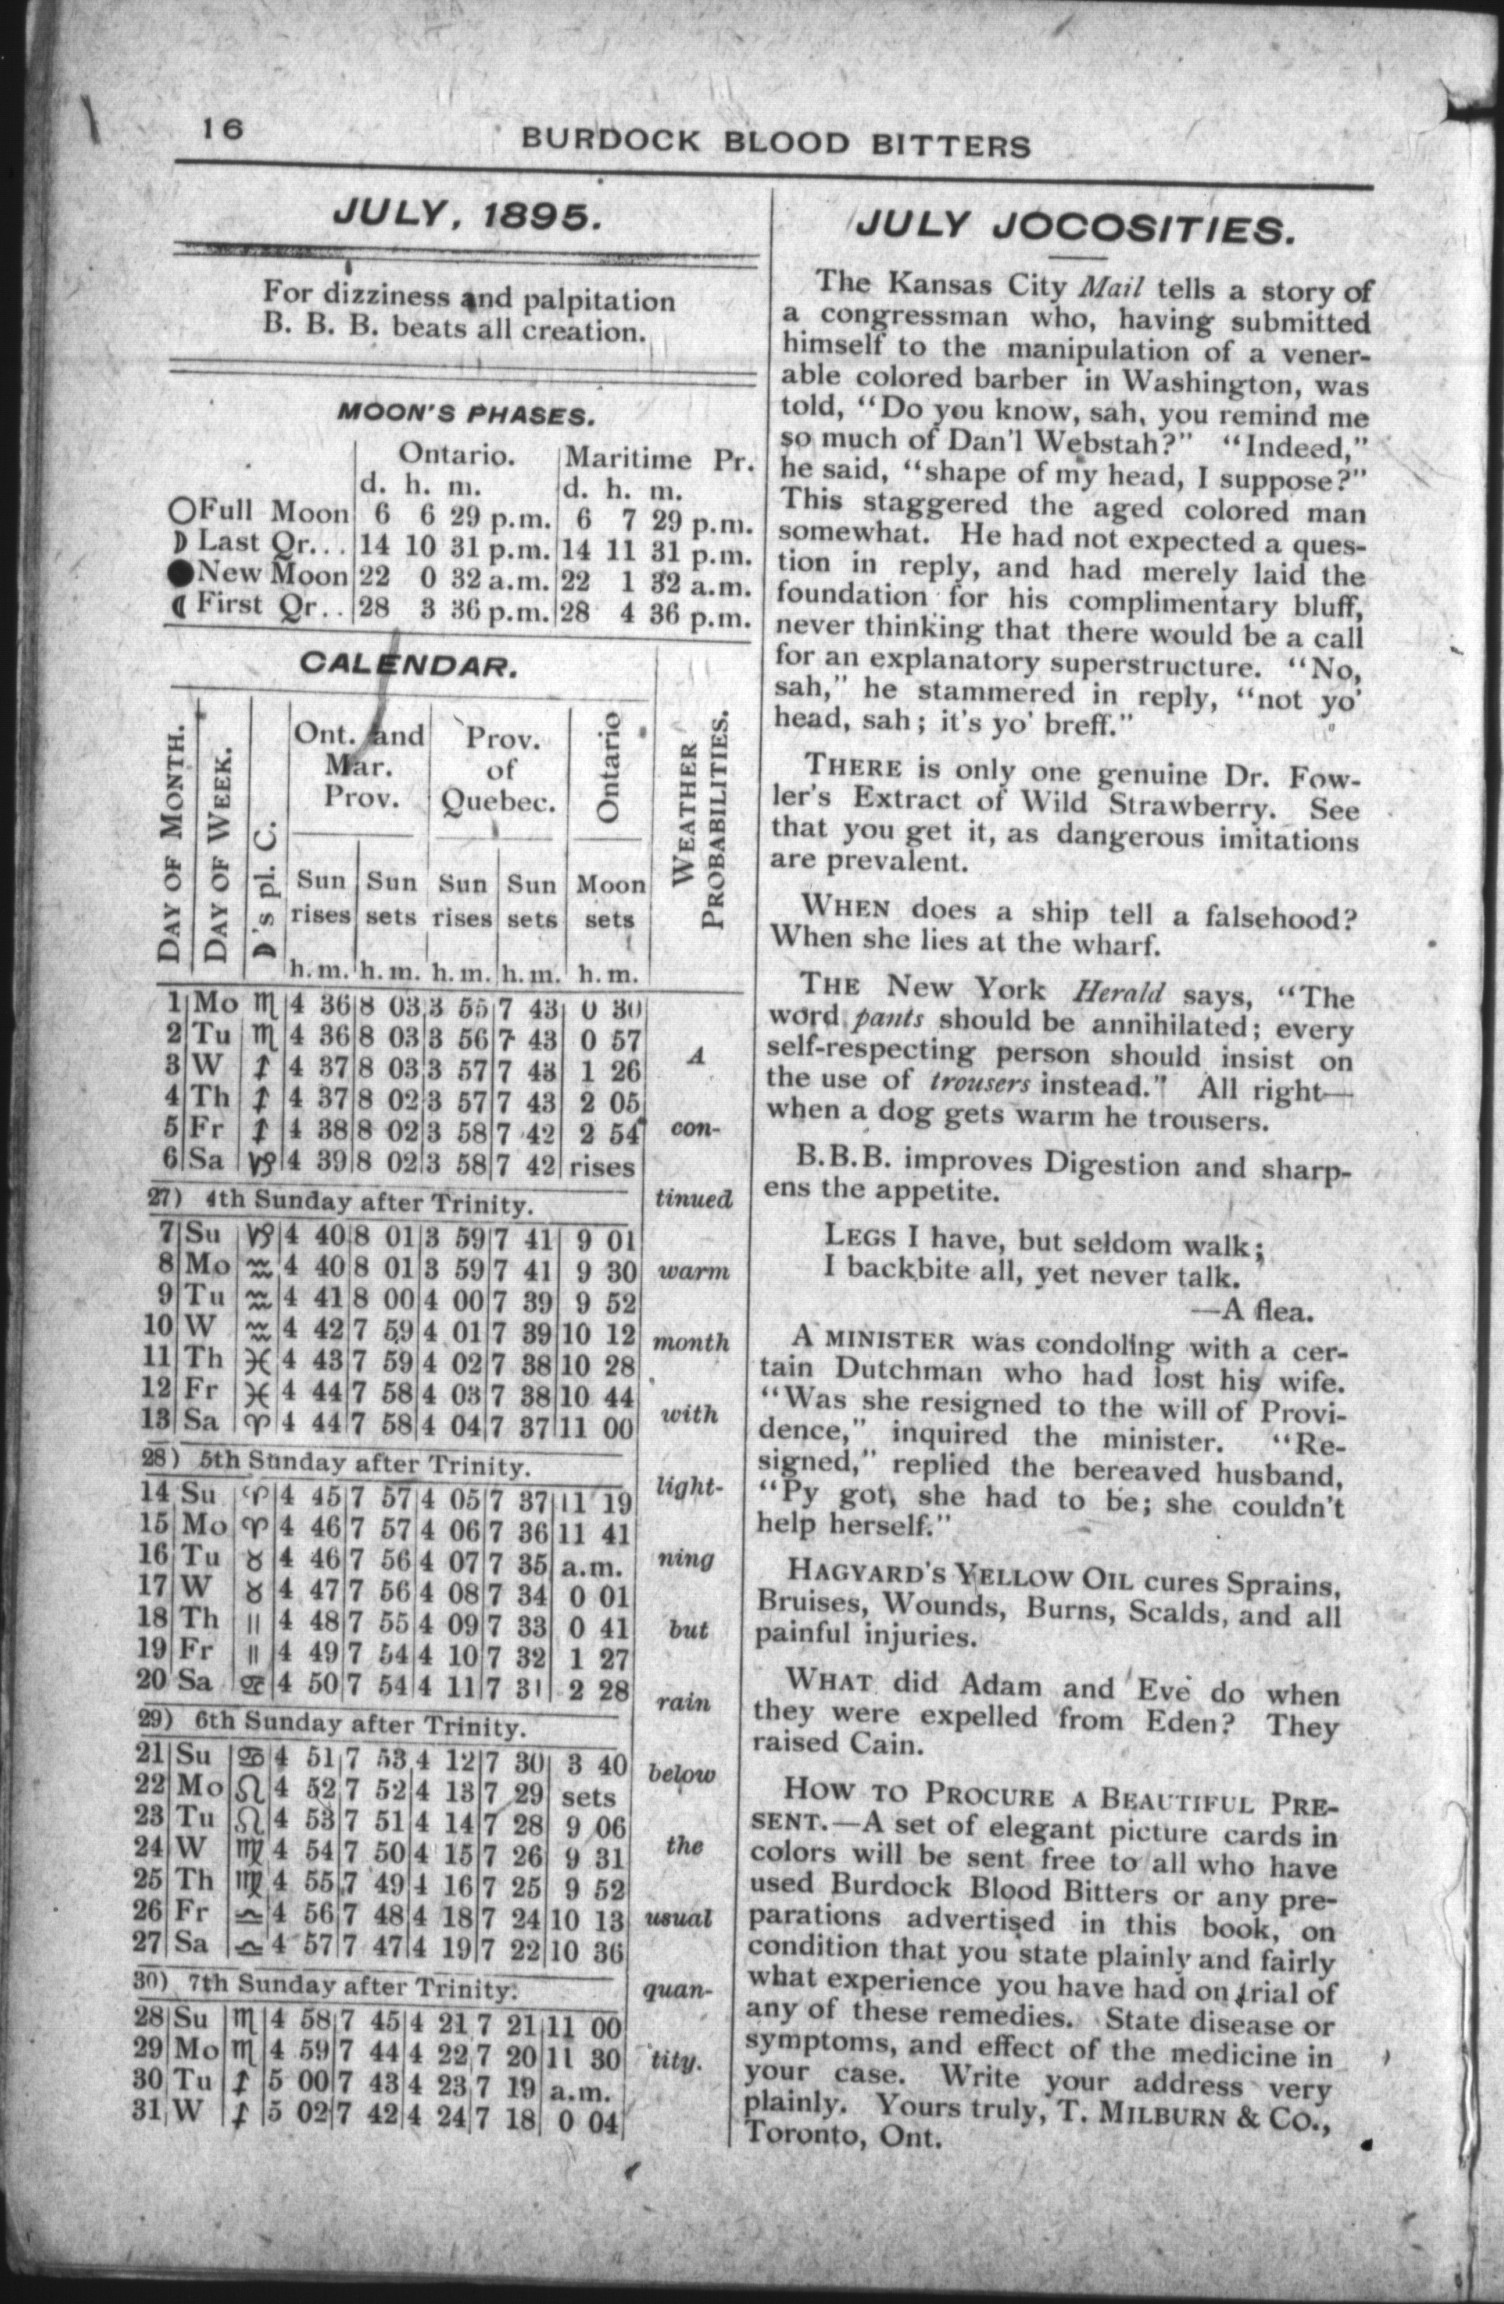 16
BURDOCK BLOOD BITTERS
JULY, 1895.
For dizziness and palpitation
B. B. B. beats all creation.
MOON'S PHASES.
Ontario. Maritime Pr.
d. h. m. d. h. m.
Full Moon 6 6 29 p.m. 6 7 29 p.m.
Last Qr... 14 10 31 p.m. 14 11 31 p.m.
New Moon 22 0 32 a.m. 22 1 32 a.m.
First Qr.. 28 3 36 p.m. 28 4 36 p.m.
CALENDAR.
DAY OF MONTH.
DAY OF WEEK.
☽'s pl. C.
Ont. and
Mar.
Prov.
Prov.
of
Quebec.
Ontario
WEATHER
PROBABILITIES.
Sun Sun Sun Sun Moon
rises sets rises sets sets
h. m. h. m. h. m. h. m. h. m.
1 Mo ♏ 4 36 8 03 3 55 7 43 0 30
2 Tu ♏ 4 36 8 03 3 56 7 43 0 57
3 W ♐ 4 37 8 03 3 57 7 43 1 26
4 Th ♐ 4 37 8 02 3 57 7 43 2 05
5 Fr ♐ 4 38 8 02 3 58 7 42 2 54
6 Sa ♑ 4 39 8 02 3 58 7 42 rises
27) 4th Sunday after Trinity.
7 Su ♑ 4 40 8 01 3 59 7 41 9 01
8 Mo ♒ 4 40 8 01 3 59 7 41 9 30
9 Tu ♒ 4 41 8 00 4 00 7 39 9 52
10 W ♒ 4 42 7 59 4 01 7 39 10 12
11 Th ♓ 4 43 7 59 4 02 7 38 10 28
12 Fr ♓ 4 44 7 58 4 03 7 38 10 44
13 Sa ♈ 4 44 7 58 4 04 7 37 11 00
28) 5th Sunday after Trinity.
14 Su ♈ 4 45 7 57 4 05 7 37 11 19
15 Mo ♈ 4 46 7 57 4 06 7 36 11 41
16 Tu ♉ 4 46 7 56 4 07 7 35 a.m.
17 W ♉ 4 47 7 56 4 08 7 34 0 01
18 Th ♊ 4 48 7 55 4 09 7 33 0 41
19 Fr ♊ 4 49 7 54 4 10 7 32 1 27
20 Sa ♋ 4 50 7 54 4 11 7 31 2 28
29) 6th Sunday after Trinity.
21 Su ♋ 4 51 7 53 4 12 7 30 3 40
22 Mo ♌ 4 52 7 52 4 13 7 29 sets
23 Tu ♌ 4 53 7 51 4 14 7 28 9 06
24 W ♍ 4 54 7 50 4 15 7 26 9 31
25 Th ♍ 4 55 7 49 4 16 7 25 9 52
26 Fr ♎ 4 56 7 48 4 18 7 24 10 13
27 Sa ♎ 4 57 7 47 4 19 7 22 10 36
30) 7th Sunday after Trinity.
28 Su ♏ 4 58 7 45 4 21 7 21 11 00
29 Mo ♏ 4 59 7 44 4 22 7 20 11 30
30 Tu ♐ 5 00 7 43 4 23 7 19 a.m.
31 W ♐ 5 02 7 42 4 24 7 18 0 04
A
con-
tinued
warm
month
with
light-
ning
but
rain
below
the
usual
quan-
tity.
JULY JOCOSITIES.
The Kansas City Mail tells a story of
a congressman who, having submitted
himself to the manipulation of a vener-
able colored barber in Washington, was
told, "Do you know, sah, you remind me
so much of Dan'l Webstah?" "Indeed,"
he said, "shape of my head, I suppose?"
This staggered the aged colored man
somewhat. He had not expected a ques-
tion in reply, and had merely laid the
foundation for his complimentary bluff,
never thinking that there would be a call
for an explanatory superstructure. "No,
sah," he stammered in reply, "not yo'
head, sah; it's yo' breff."
THERE is only one genuine Dr. Fow-
ler's Extract of Wild Strawberry. See
that you get it, as dangerous imitations
are prevalent.
WHEN does a ship tell a falsehood?
When she lies at the wharf.
THE New York Herald says, "The
word pants should be annihilated; every
self-respecting person should insist on
the use of trousers instead." All right—
when a dog gets warm he trousers.
B.B.B. improves Digestion and sharp-
ens the appetite.
LEGS I have, but seldom walk;
I backbite all, yet never talk.
—A flea.
A MINISTER was condoling with a cer-
tain Dutchman who had lost his wife.
"Was she resigned to the will of Provi-
dence," inquired the minister. "Re-
signed," replied the bereaved husband,
"Py got, she had to be; she couldn't
help herself."
HAGYARD'S YELLOW OIL cures Sprains,
Bruises, Wounds, Burns, Scalds, and all
painful injuries.
WHAT did Adam and Eve do when
they were expelled from Eden? They
raised Cain.
HOW TO PROCURE A BEAUTIFUL PRE-
SENT.—A set of elegant picture cards in
colors will be sent free to all who have
used Burdock Blood Bitters or any pre-
parations advertised in this book, on
condition that you state plainly and fairly
what experience you have had on trial of
any of these remedies. State disease or
symptoms, and effect of the medicine in
your case. Write your address very
plainly. Yours truly, T. MILBURN & CO.,
Toronto, Ont.